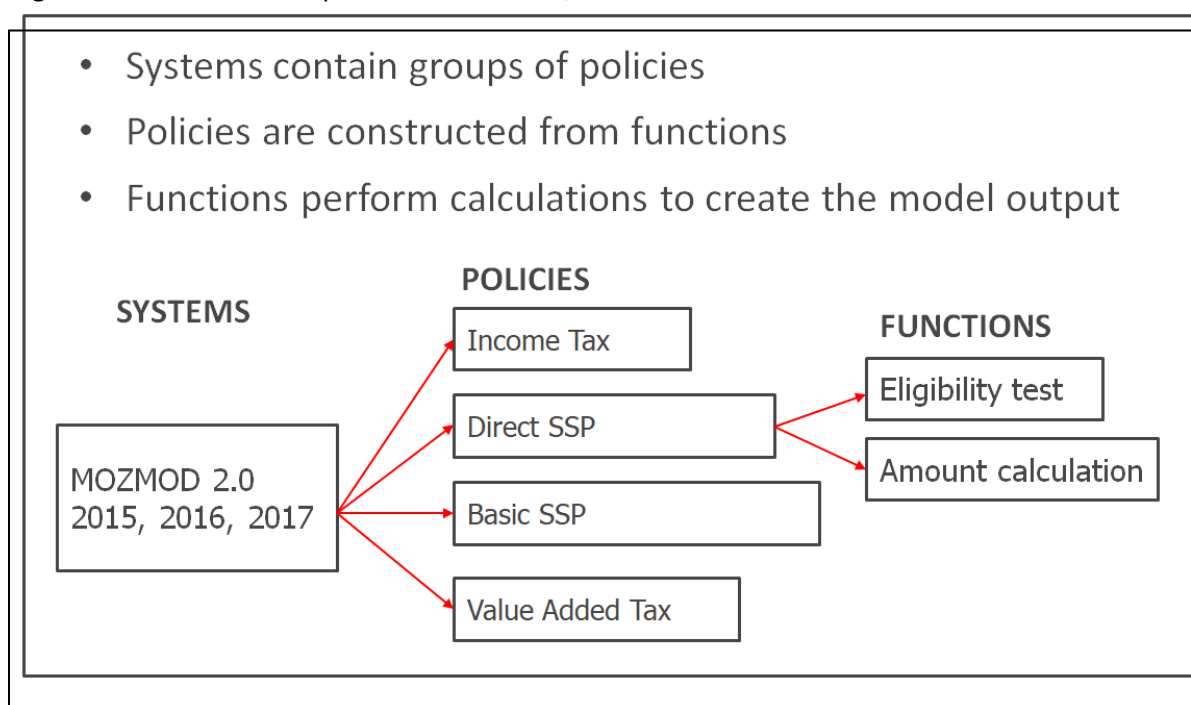 • Systems contain groups of policies
• Policies are constructed from functions
• Functions perform calculations to create the model output
SYSTEMS
POLICIES
FUNCTIONS
MOZMOD 2.0
2015, 2016, 2017
Income Tax
Direct SSP
Basic SSP
Value Added Tax
Eligibility test
Amount calculation